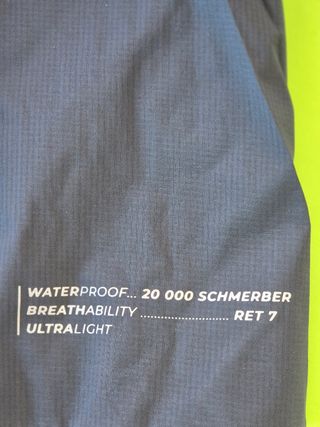 WATERPROOF... 20 000 SCHMERBER
BREATHABILITY .......................... RET 7
ULTRALIGHT